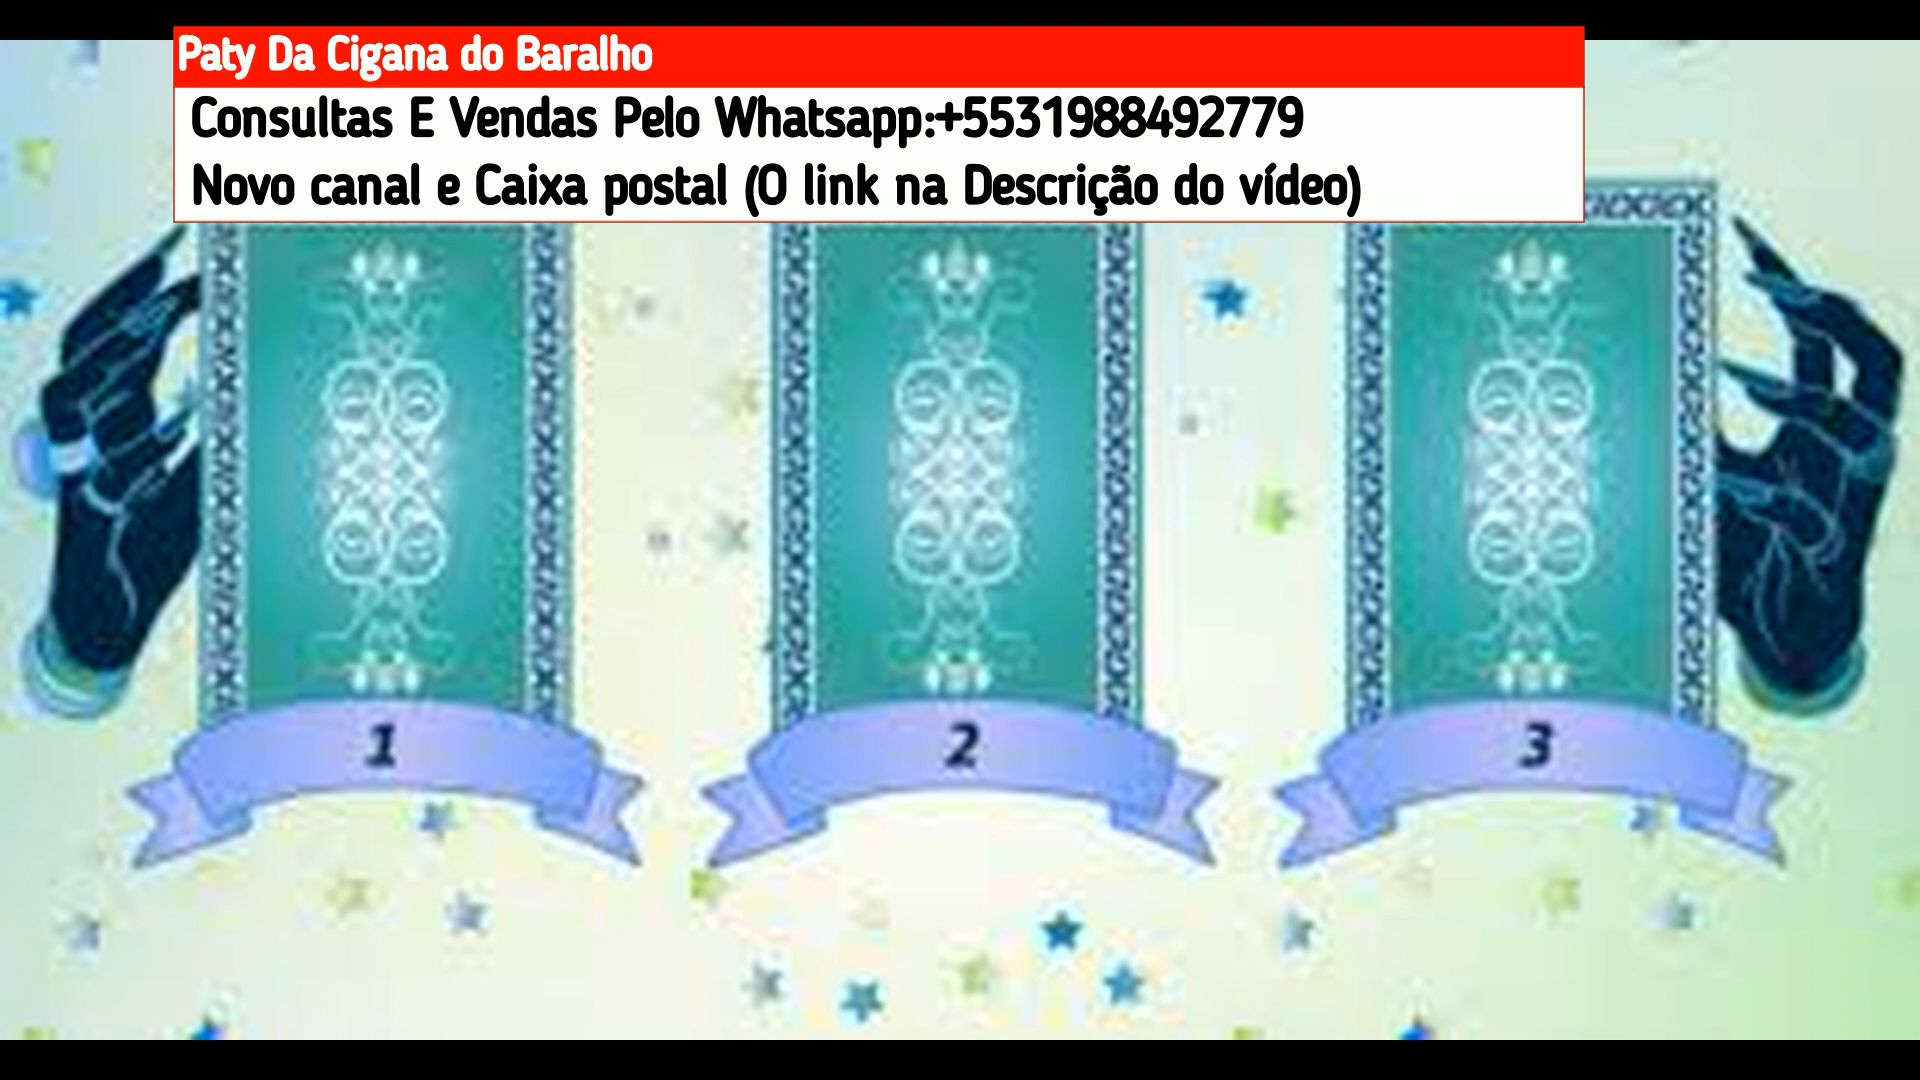 Paty Da Cigana do Baralho
Consultas E Vendas Pelo Whatsapp:+5531988492779
Novo canal e Caixa postal (O link na Descrição do vídeo)
1
2
3